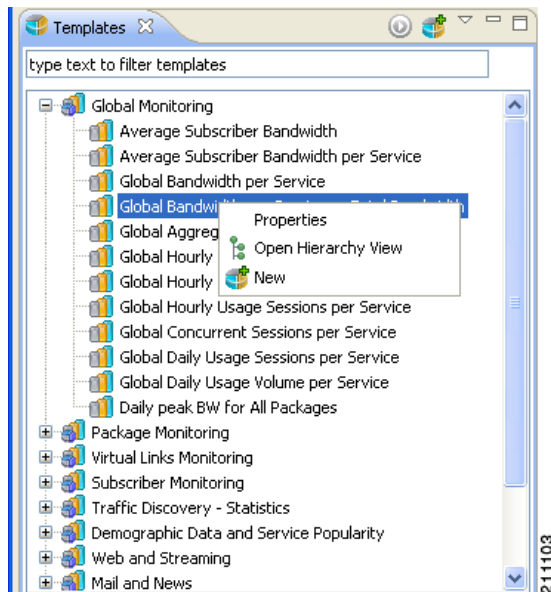 Templates
type text to filter templates
Global Monitoring
Average Subscriber Bandwidth
Average Subscriber Bandwidth per Service
Global Bandwidth per Service
Global
Properties
Global
Open Hierarchy View
Global Hourly
New
Global Hourly
Global Hourly Usage Sessions per Service
Global Concurrent Sessions per Service
Global Daily Usage Sessions per Service
Global Daily Usage Volume per Service
Daily peak BW for All Packages
Package Monitoring
Virtual Links Monitoring
Subscriber Monitoring
Traffic Discovery - Statistics
Demographic Data and Service Popularity
Web and Streaming
Mail and News
211103